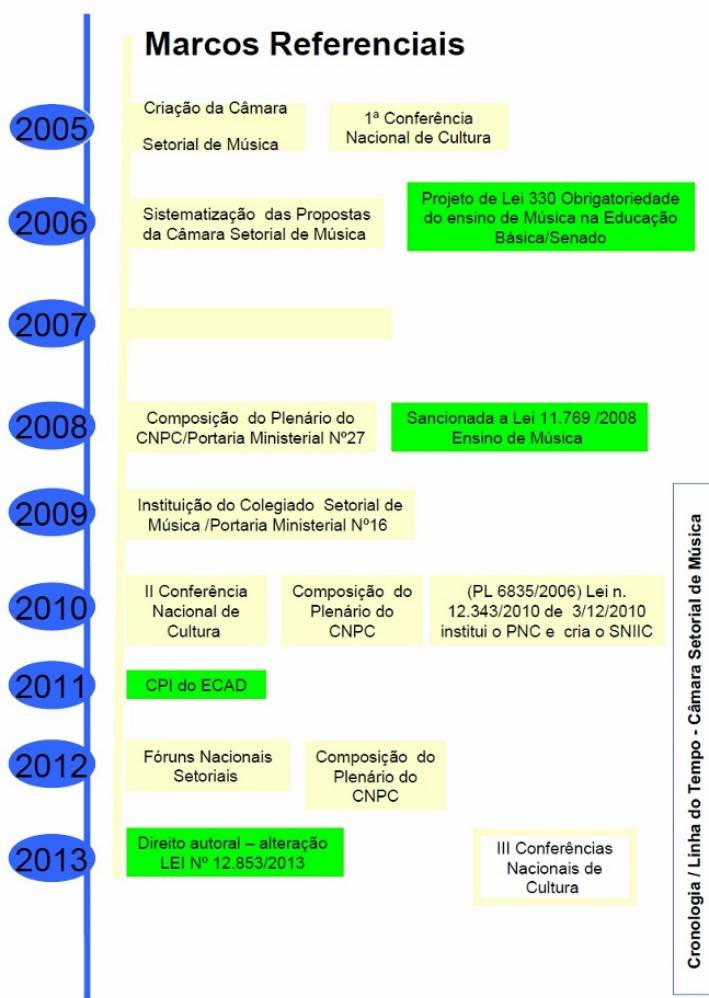 Marcos Referenciais
2005
Criação da Câmara
Setorial de Música
1ª Conferência
Nacional de Cultura
2006
Sistematização das Propostas
da Câmara Setorial de Música
Projeto de Lei 330 Obrigatoriedade
do ensino de Música na Educação
Básica/Senado
2007
2008
Composição do Plenário do
CNPC/Portaria Ministerial Nº27
Sancionada a Lei 11.769 /2008
Ensino de Música
2009
Instituição do Colegiado Setorial de
Música /Portaria Ministerial Nº16
2010
II Conferência
Nacional de
Cultura
Composição do
Plenário do
CNPC
(PL 6835/2006) Lei n.
12.343/2010 de 3/12/2010
institui o PNC e cria o SNIIC
2011
CPI do ECAD
2012
Fóruns Nacionais
Setoriais
Composição do
Plenário do
CNPC
2013
Direito autoral – alteração
LEI Nº 12.853/2013
III Conferências
Nacionais de
Cultura
Cronologia / Linha do Tempo - Câmara Setorial de Música